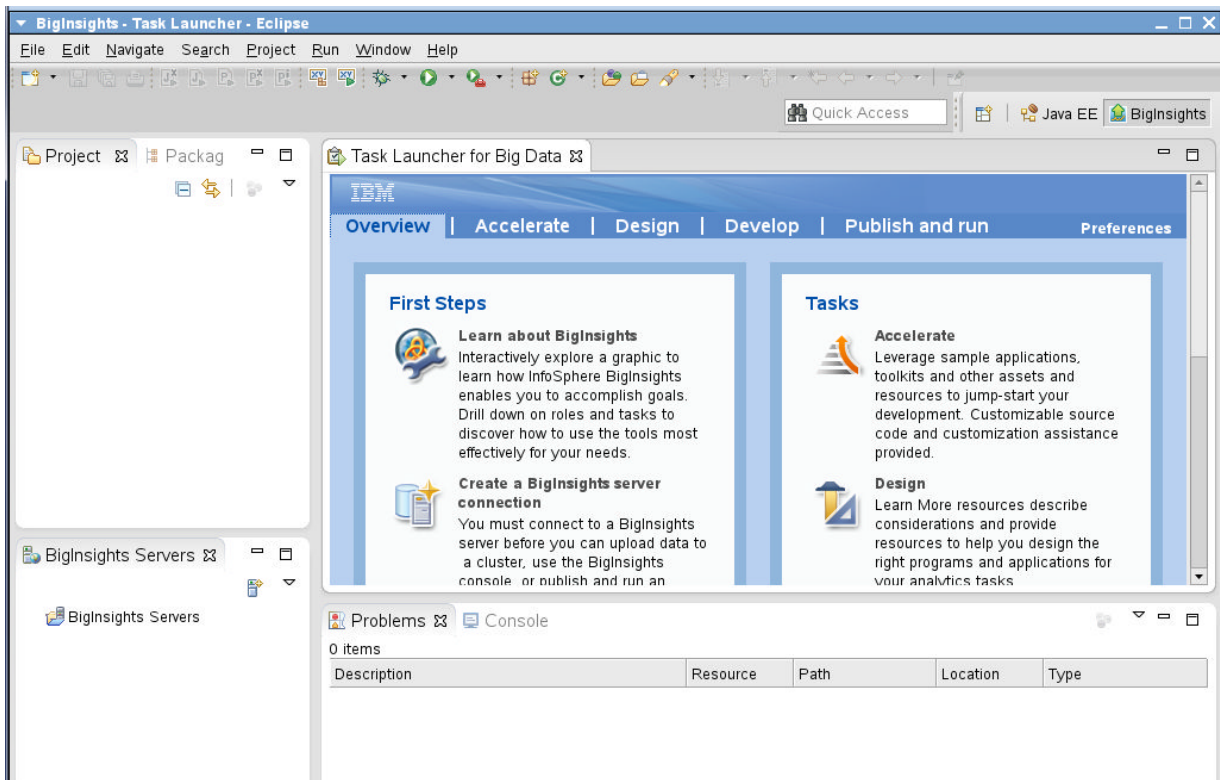 BigInsights - Task Launcher - Eclipse
File Edit Navigate Search Project Run Window Help
Quick Access
Java EE
BigInsights
Project
Packag
Task Launcher for Big Data
IBM
Overview | Accelerate | Design | Develop | Publish and run
Preferences
First Steps
Learn about BigInsights
Interactively explore a graphic to
learn how InfoSphere BigInsights
enables you to accomplish goals.
Drill down on roles and tasks to
discover how to use the tools most
effectively for your needs.
Create a BigInsights server
connection
You must connect to a BigInsights
server before you can upload data to
a cluster, use the BigInsights
console, or publish and run an
Tasks
Accelerate
Leverage sample applications,
toolkits and other assets and
resources to jump-start your
development. Customizable source
code and customization assistance
provided.
Design
Learn More resources describe
considerations and provide
resources to help you design the
right programs and applications for
your analytics tasks
BigInsights Servers
BigInsights Servers
Problems
Console
0 items
Description Resource Path Location Type